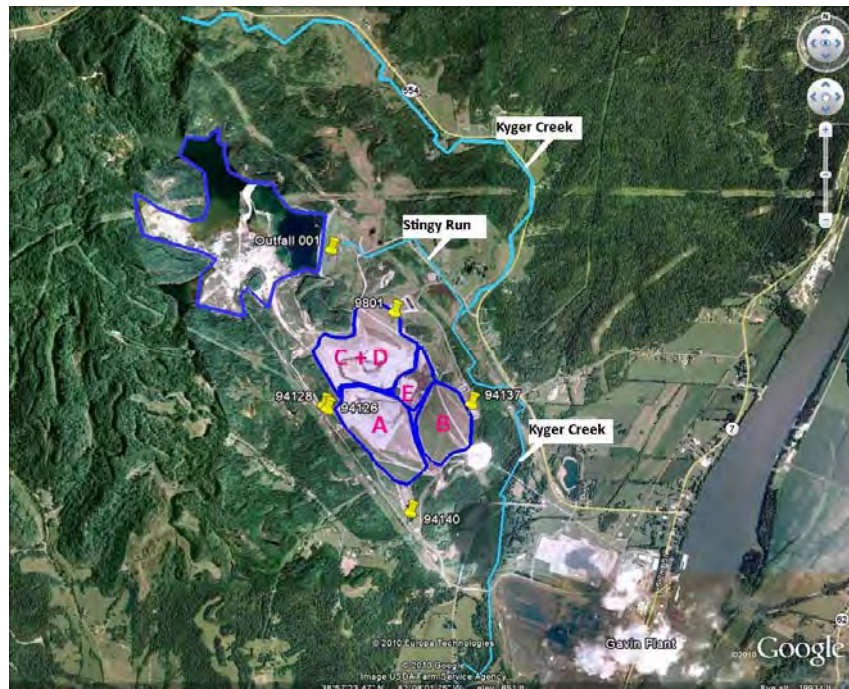 N
554
Kyger Creek
Stingy Run
Outfall 001
9801
C + D
E
94128
94126
94137
A
B
Kyger Creek
7
94140
Gavin Plant
62
© 2010 Europa Technologies
© 2010 Google
Image USDA Farm Service Agency
©2010 Google